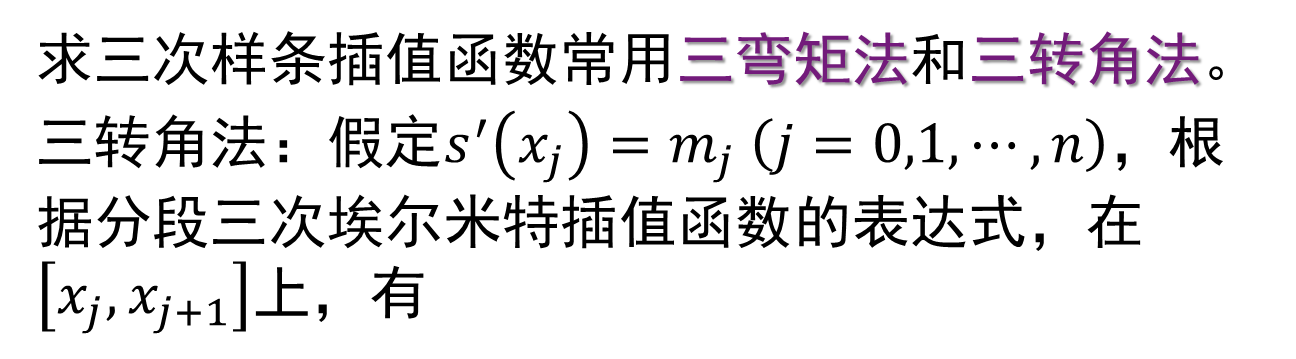 求三次样条插值函数常用三弯矩法和三转角法。
三转角法：假定s′(xⱼ) = mⱼ (j = 0,1,⋯,n)，根
据分段三次埃尔米特插值函数的表达式，在
[xⱼ, xⱼ₊₁]上，有